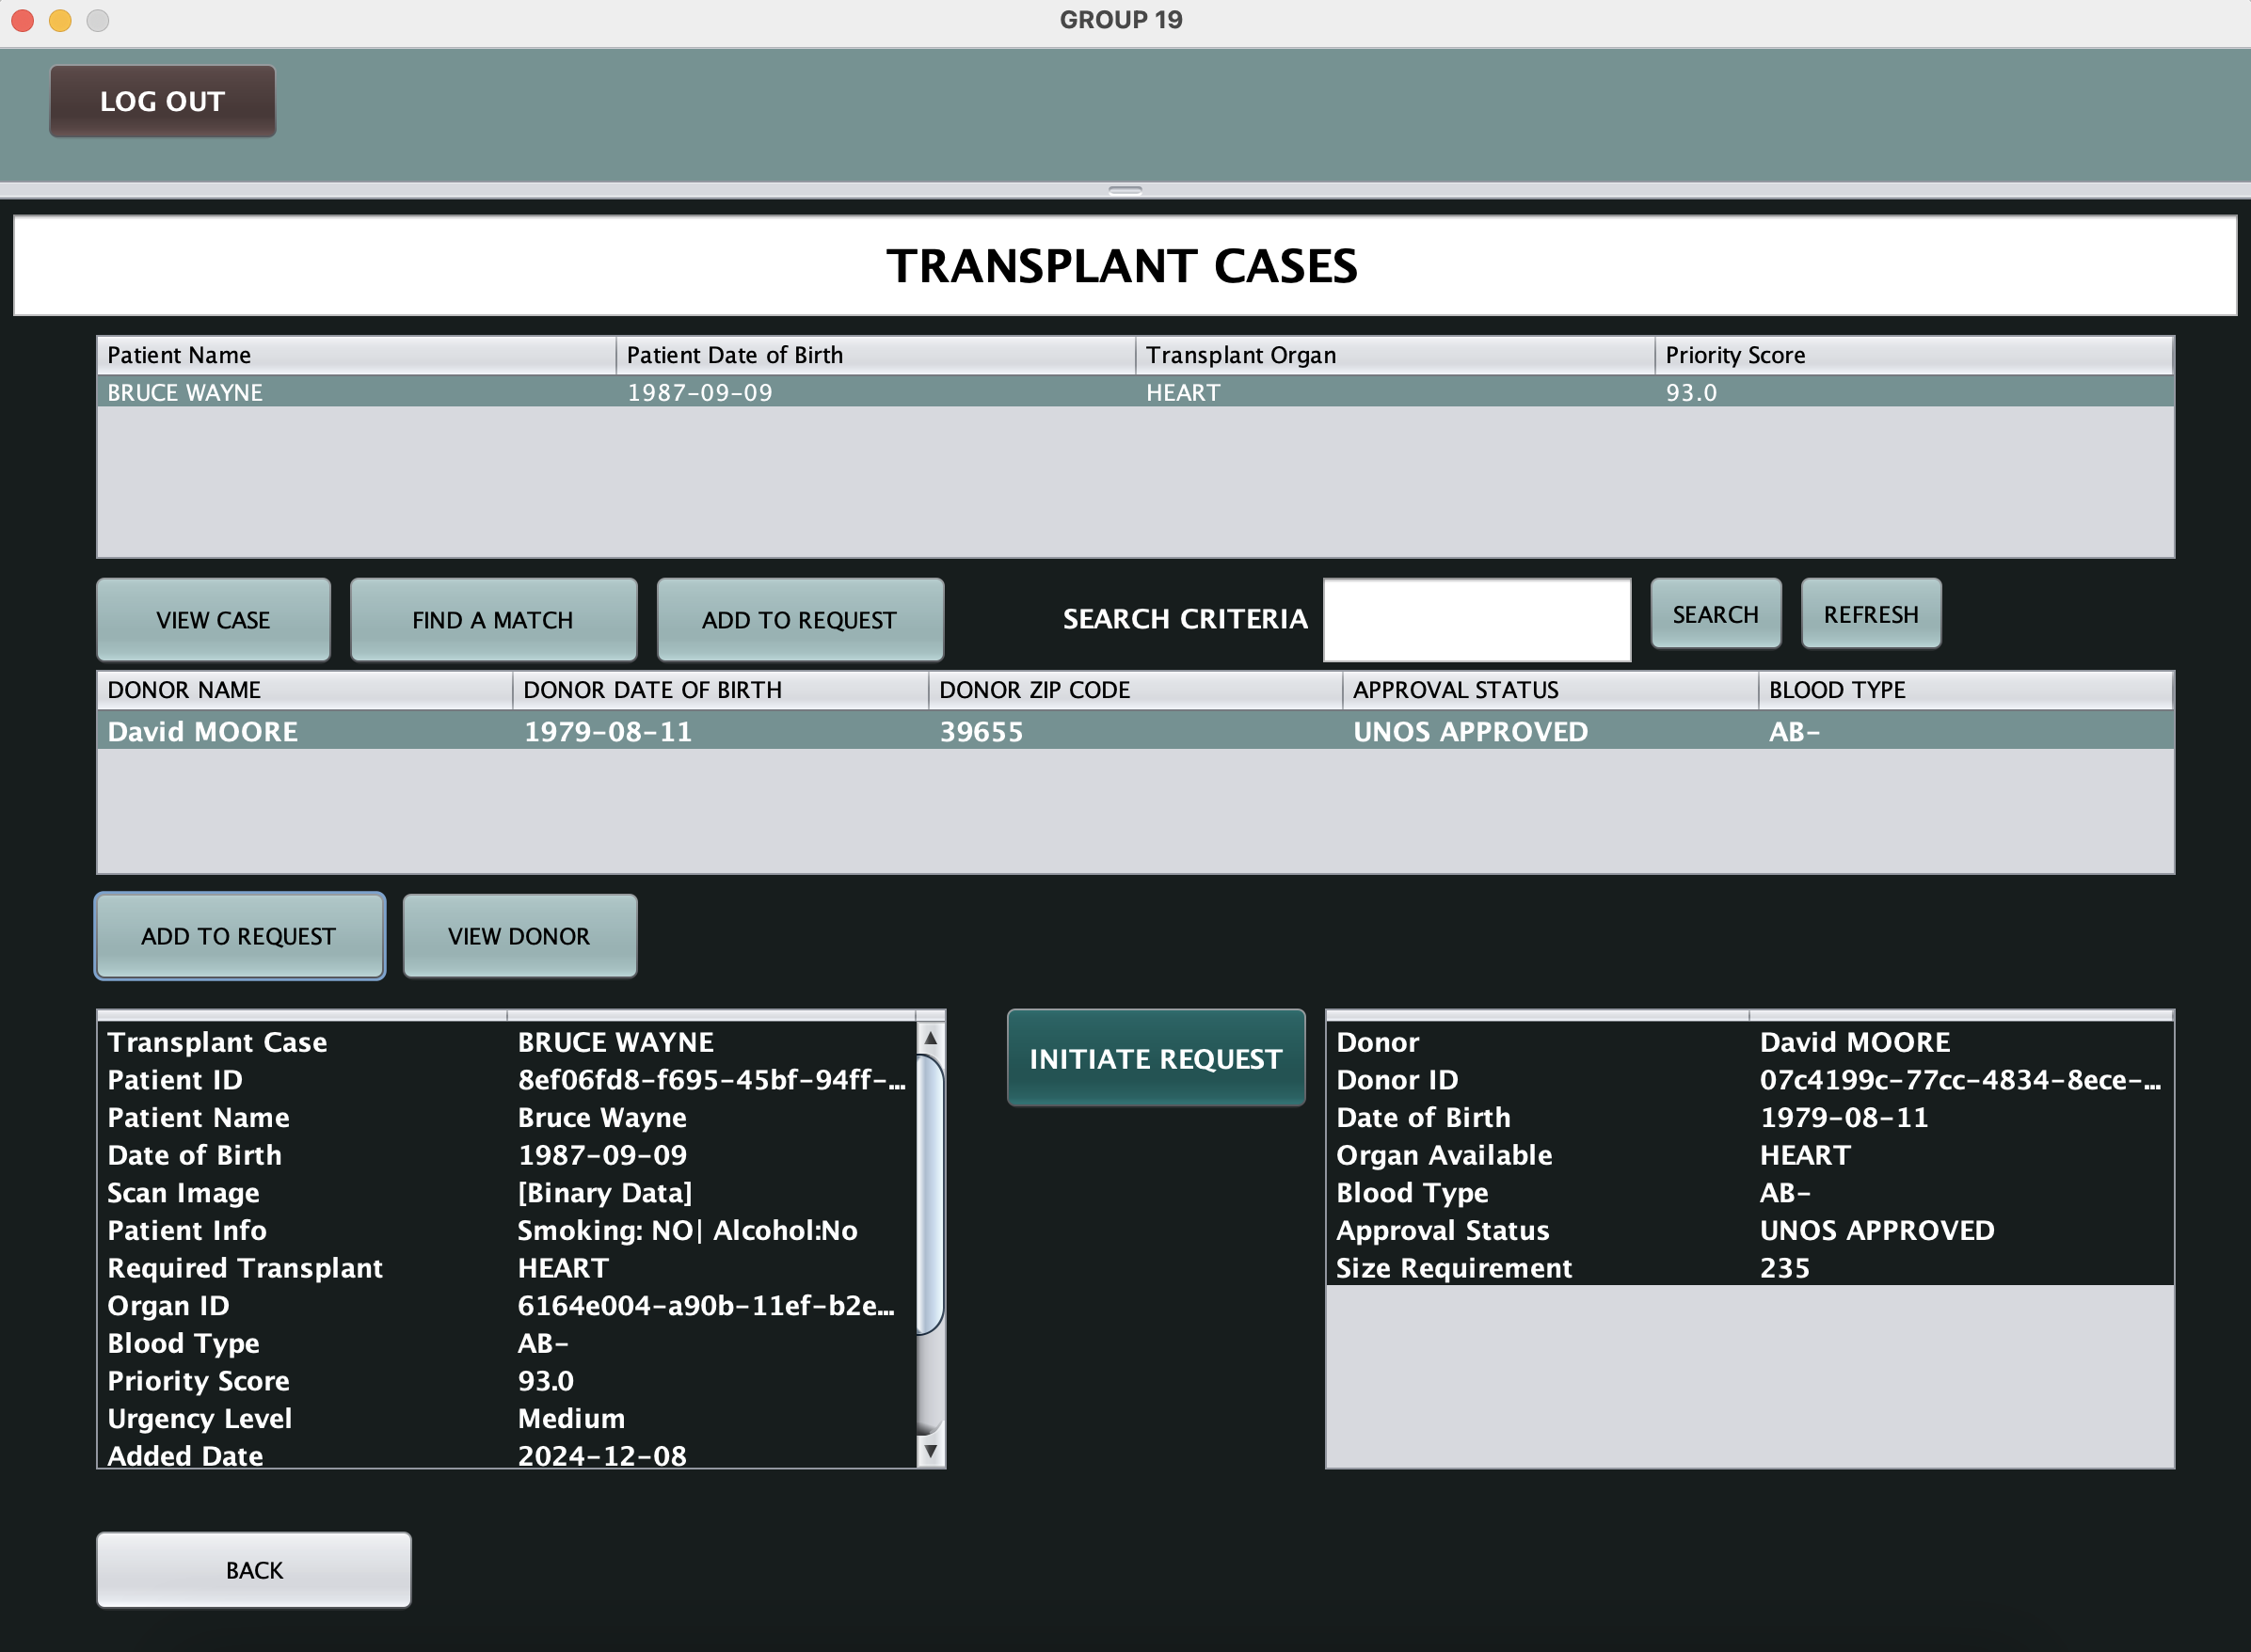 GROUP 19
LOG OUT
TRANSPLANT CASES
Patient Name Patient Date of Birth Transplant Organ Priority Score
BRUCE WAYNE 1987-09-09 HEART 93.0
VIEW CASE FIND A MATCH ADD TO REQUEST SEARCH CRITERIA SEARCH REFRESH
DONOR NAME DONOR DATE OF BIRTH DONOR ZIP CODE APPROVAL STATUS BLOOD TYPE
David MOORE 1979-08-11 39655 UNOS APPROVED AB-
ADD TO REQUEST VIEW DONOR
Transplant Case BRUCE WAYNE
Patient ID 8ef06fd8-f695-45bf-94ff-...
Patient Name Bruce Wayne
Date of Birth 1987-09-09
Scan Image [Binary Data]
Patient Info Smoking: NO| Alcohol:No
Required Transplant HEART
Organ ID 6164e004-a90b-11ef-b2e...
Blood Type AB-
Priority Score 93.0
Urgency Level Medium
Added Date 2024-12-08
INITIATE REQUEST
Donor David MOORE
Donor ID 07c4199c-77cc-4834-8ece-...
Date of Birth 1979-08-11
Organ Available HEART
Blood Type AB-
Approval Status UNOS APPROVED
Size Requirement 235
BACK